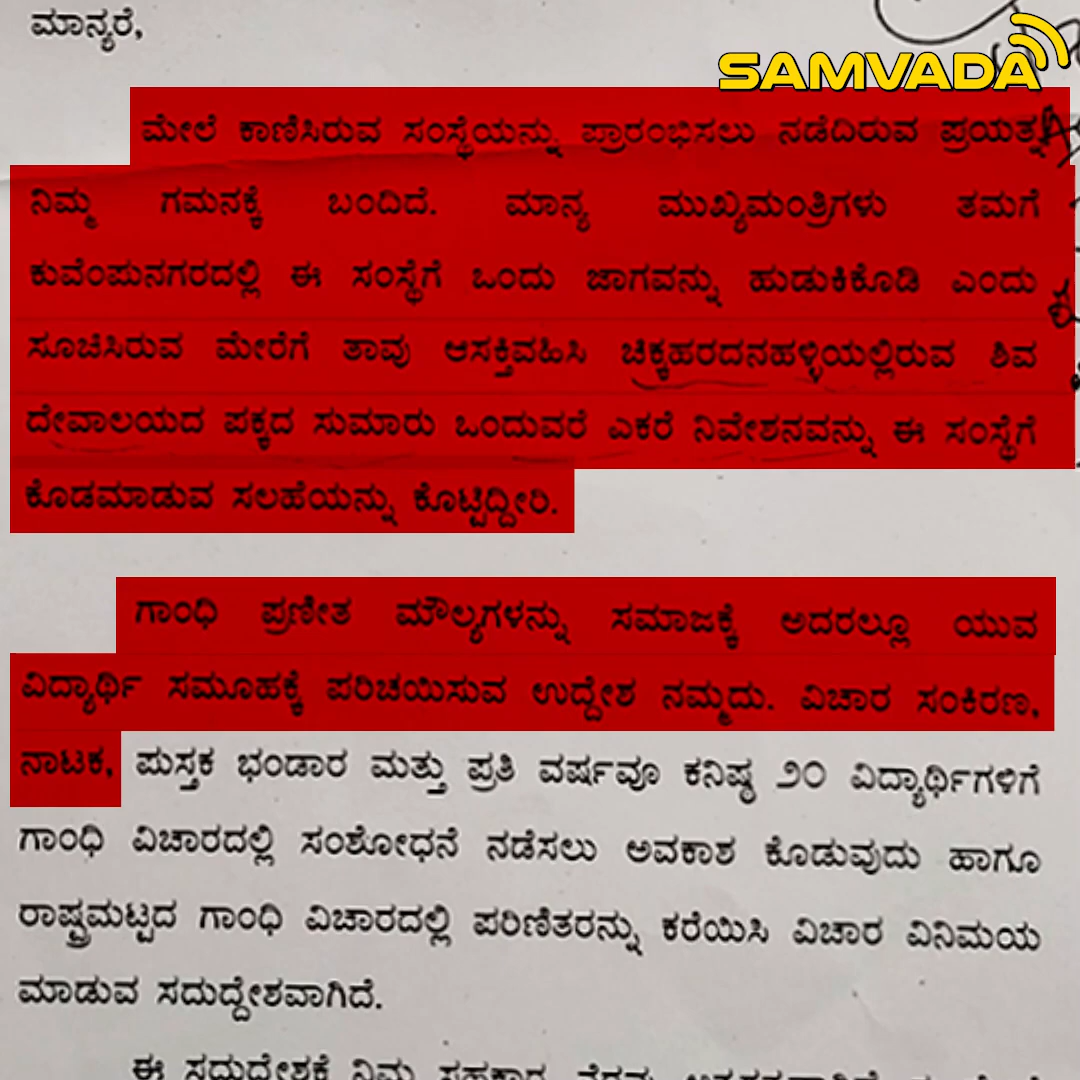 ಮಾನ್ಯರೆ,
SAMVADA
ಮೇಲೆ ಕಾಣಿಸಿರುವ ಸಂಸ್ಥೆಯನ್ನು ಪ್ರಾರಂಭಿಸಲು ನಡೆದಿರುವ ಪ್ರಯತ್ನ
ನಿಮ್ಮ ಗಮನಕ್ಕೆ ಬಂದಿದೆ. ಮಾನ್ಯ ಮುಖ್ಯಮಂತ್ರಿಗಳು ತಮಗೆ
ಕುವೆಂಪುನಗರದಲ್ಲಿ ಈ ಸಂಸ್ಥೆಗೆ ಒಂದು ಜಾಗವನ್ನು ಹುಡುಕಿಕೊಡಿ ಎಂದು
ಸೂಚಿಸಿರುವ ಮೇರೆಗೆ ತಾವು ಆಸಕ್ತಿವಹಿಸಿ ಚಿಕ್ಕಹರದನಹಳ್ಳಿಯಲ್ಲಿರುವ ಶಿವ
ದೇವಾಲಯದ ಪಕ್ಕದ ಸುಮಾರು ಒಂದುವರೆ ಎಕರೆ ನಿವೇಶನವನ್ನು ಈ ಸಂಸ್ಥೆಗೆ
ಕೊಡಮಾಡುವ ಸಲಹೆಯನ್ನು ಕೊಟ್ಟಿದ್ದೀರಿ.
ಗಾಂಧಿ ಪ್ರಣೀತ ಮೌಲ್ಯಗಳನ್ನು ಸಮಾಜಕ್ಕೆ ಅದರಲ್ಲೂ ಯುವ
ವಿದ್ಯಾರ್ಥಿ ಸಮೂಹಕ್ಕೆ ಪರಿಚಯಿಸುವ ಉದ್ದೇಶ ನಮ್ಮದು. ವಿಚಾರ ಸಂಕಿರಣ,
ನಾಟಕ, ಪುಸ್ತಕ ಭಂಡಾರ ಮತ್ತು ಪ್ರತಿ ವರ್ಷವೂ ಕನಿಷ್ಠ ೨೦ ವಿದ್ಯಾರ್ಥಿಗಳಿಗೆ
ಗಾಂಧಿ ವಿಚಾರದಲ್ಲಿ ಸಂಶೋಧನೆ ನಡೆಸಲು ಅವಕಾಶ ಕೊಡುವುದು ಹಾಗೂ
ರಾಷ್ಟ್ರಮಟ್ಟದ ಗಾಂಧಿ ವಿಚಾರದಲ್ಲಿ ಪರಿಣಿತರನ್ನು ಕರೆಯಿಸಿ ವಿಚಾರ ವಿನಿಮಯ
ಮಾಡುವ ಸದುದ್ದೇಶವಾಗಿದೆ.
ಈ ಸದುದ್ದೇಶಕ್ಕೆ ನಿಮ್ಮ ಸಹಕಾರ